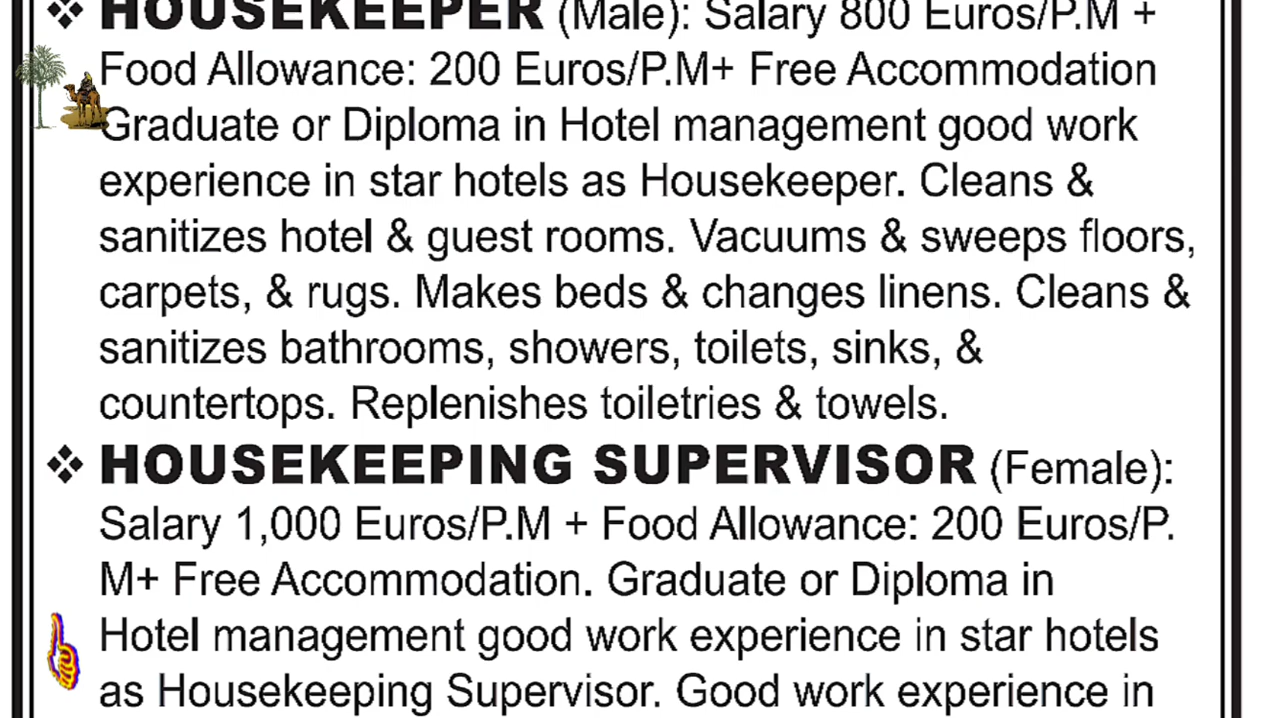 ❖ HOUSEKEEPER (Male): Salary 800 Euros/P.M +
Food Allowance: 200 Euros/P.M+ Free Accommodation
Graduate or Diploma in Hotel management good work
experience in star hotels as Housekeeper. Cleans &
sanitizes hotel & guest rooms. Vacuums & sweeps floors,
carpets, & rugs. Makes beds & changes linens. Cleans &
sanitizes bathrooms, showers, toilets, sinks, &
countertops. Replenishes toiletries & towels.
❖ HOUSEKEEPING SUPERVISOR (Female):
Salary 1,000 Euros/P.M + Food Allowance: 200 Euros/P.
M+ Free Accommodation. Graduate or Diploma in
Hotel management good work experience in star hotels
as Housekeeping Supervisor. Good work experience in